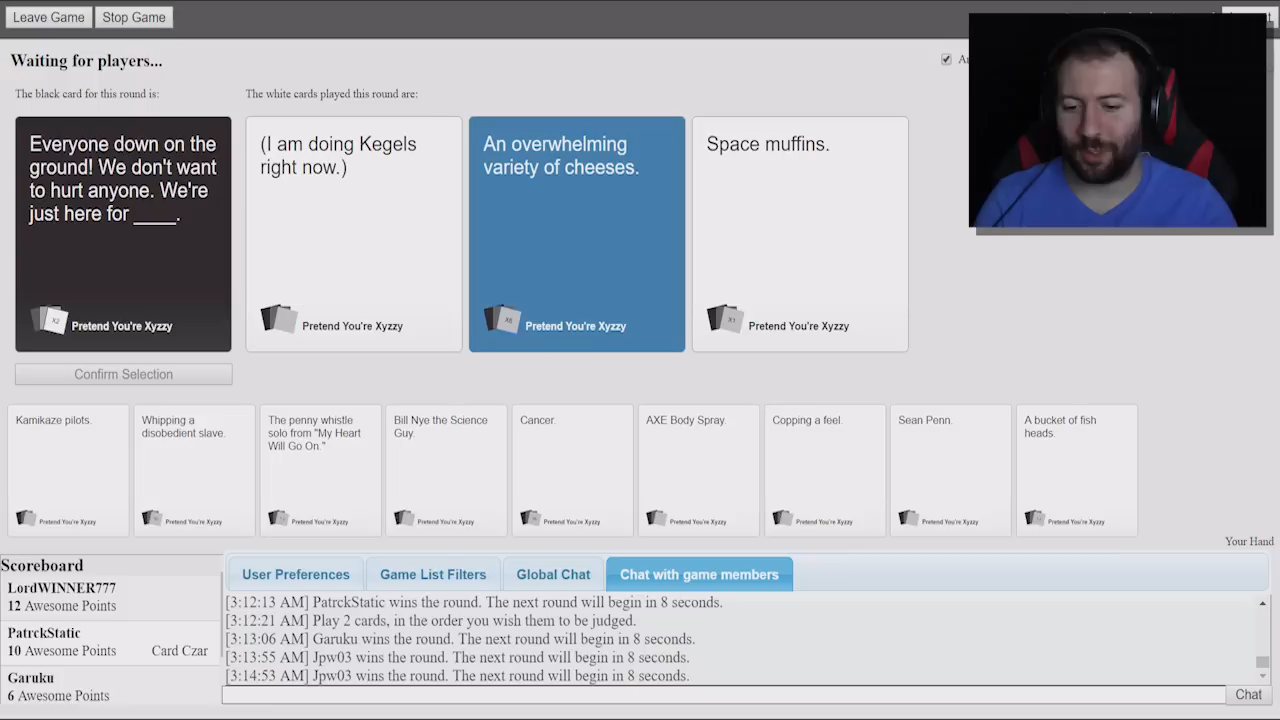 Leave Game
Stop Game
Waiting for players...
The black card for this round is:
The white cards played this round are:
Everyone down on the
ground! We don't want
to hurt anyone. We're
just here for ____.
X2
Pretend You're Xyzzy
(I am doing Kegels
right now.)
Pretend You're Xyzzy
An overwhelming
variety of cheeses.
X6
Pretend You're Xyzzy
Space muffins.
X1
Pretend You're Xyzzy
Confirm Selection
Kamikaze pilots.
Pretend You're Xyzzy
Whipping a
disobedient slave.
Pretend You're Xyzzy
The penny whistle
solo from "My Heart
Will Go On."
Pretend You're Xyzzy
Bill Nye the Science
Guy.
Pretend You're Xyzzy
Cancer.
Pretend You're Xyzzy
AXE Body Spray.
Pretend You're Xyzzy
Copping a feel.
Pretend You're Xyzzy
Sean Penn.
Pretend You're Xyzzy
A bucket of fish
heads.
Pretend You're Xyzzy
Your Hand
Scoreboard
LordWINNER777
12 Awesome Points
PatrckStatic
10 Awesome Points Card Czar
Garuku
6 Awesome Points
User Preferences
Game List Filters
Global Chat
Chat with game members
[3:12:13 AM] PatrckStatic wins the round. The next round will begin in 8 seconds.
[3:12:21 AM] Play 2 cards, in the order you wish them to be judged.
[3:13:06 AM] Garuku wins the round. The next round will begin in 8 seconds.
[3:13:55 AM] Jpw03 wins the round. The next round will begin in 8 seconds.
[3:14:53 AM] Jpw03 wins the round. The next round will begin in 8 seconds.
Chat